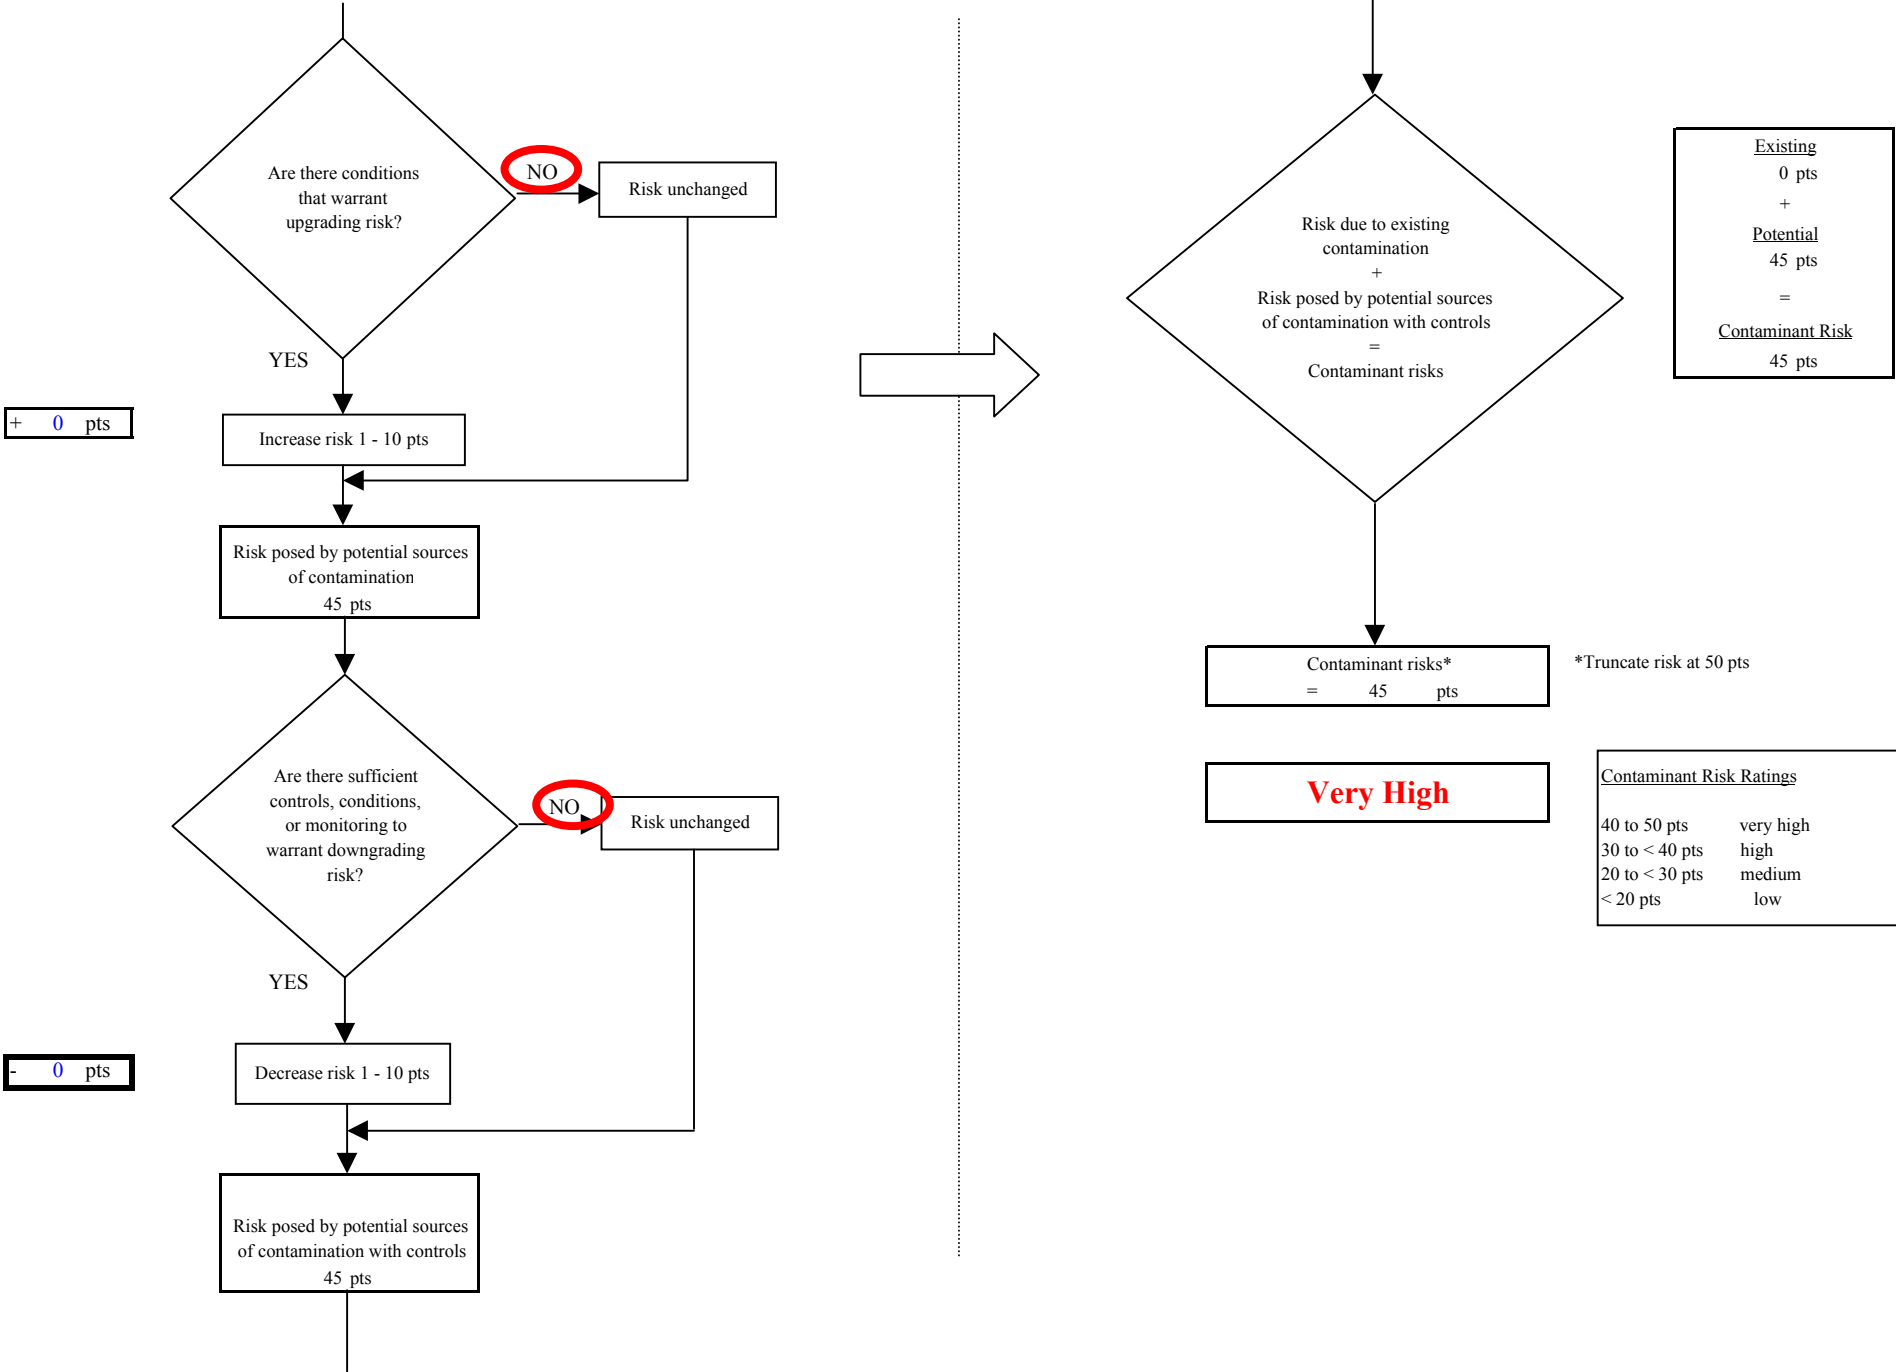 Are there conditions
that warrant
upgrading risk?
NO
Risk unchanged
YES
+ 0 pts
Increase risk 1 - 10 pts
Risk posed by potential sources
of contamination
45 pts
Are there sufficient
controls, conditions,
or monitoring to
warrant downgrading
risk?
NO
Risk unchanged
YES
- 0 pts
Decrease risk 1 - 10 pts
Risk posed by potential sources
of contamination with controls
45 pts
Risk due to existing
contamination
+
Risk posed by potential sources
of contamination with controls
=
Contaminant risks
Existing
0 pts
+
Potential
45 pts
=
Contaminant Risk
45 pts
Contaminant risks*
= 45 pts
*Truncate risk at 50 pts
Very High
Contaminant Risk Ratings
40 to 50 pts very high
30 to < 40 pts high
20 to < 30 pts medium
< 20 pts low